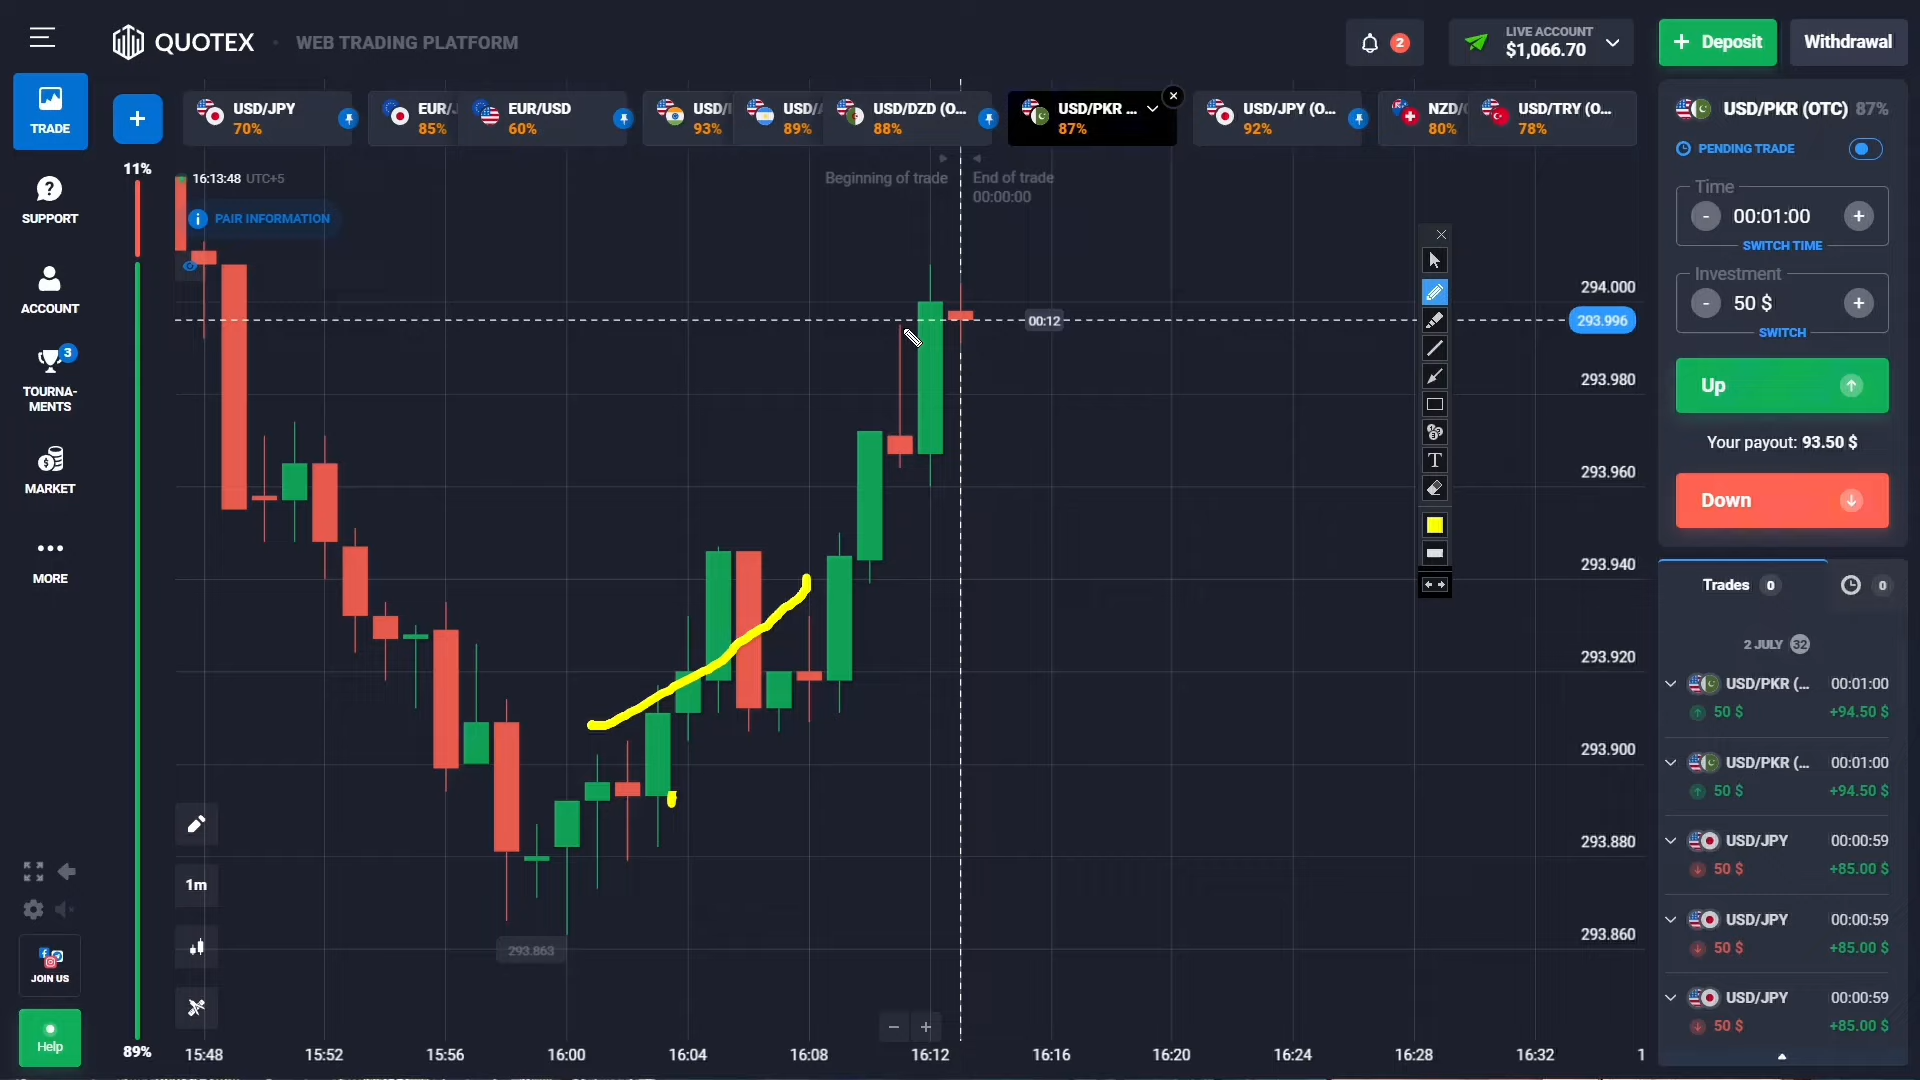 QUOTEX
WEB TRADING PLATFORM
2
LIVE ACCOUNT
$1,066.70
+ Deposit
Withdrawal
TRADE
SUPPORT
ACCOUNT
3
TOURNA-
MENTS
MARKET
MORE
JOIN US
Help
+
USD/JPY
70%
EUR/J
85%
EUR/USD
60%
USD/I
93%
USD/
89%
USD/DZD (O...
88%
USD/PKR ...
87%
USD/JPY (O...
92%
NZD/
80%
USD/TRY (O...
78%
11%
89%
16:13:48 UTC+5
PAIR INFORMATION
Beginning of trade
End of trade
00:00:00
00:12
294.000
293.996
293.980
293.960
293.940
293.920
293.900
293.880
293.860
293.863
T
1m
− +
15:48 15:52 15:56 16:00 16:04 16:08 16:12 16:16 16:20 16:24 16:28 16:32 1
USD/PKR (OTC) 87%
PENDING TRADE
Time
- 00:01:00 +
SWITCH TIME
Investment
- 50 $ +
SWITCH
Up
Your payout: 93.50 $
Down
Trades 0
0
2 JULY 32
USD/PKR (... 00:01:00
50 $ +94.50 $
USD/PKR (... 00:01:00
50 $ +94.50 $
USD/JPY 00:00:59
50 $ +85.00 $
USD/JPY 00:00:59
50 $ +85.00 $
USD/JPY 00:00:59
50 $ +85.00 $